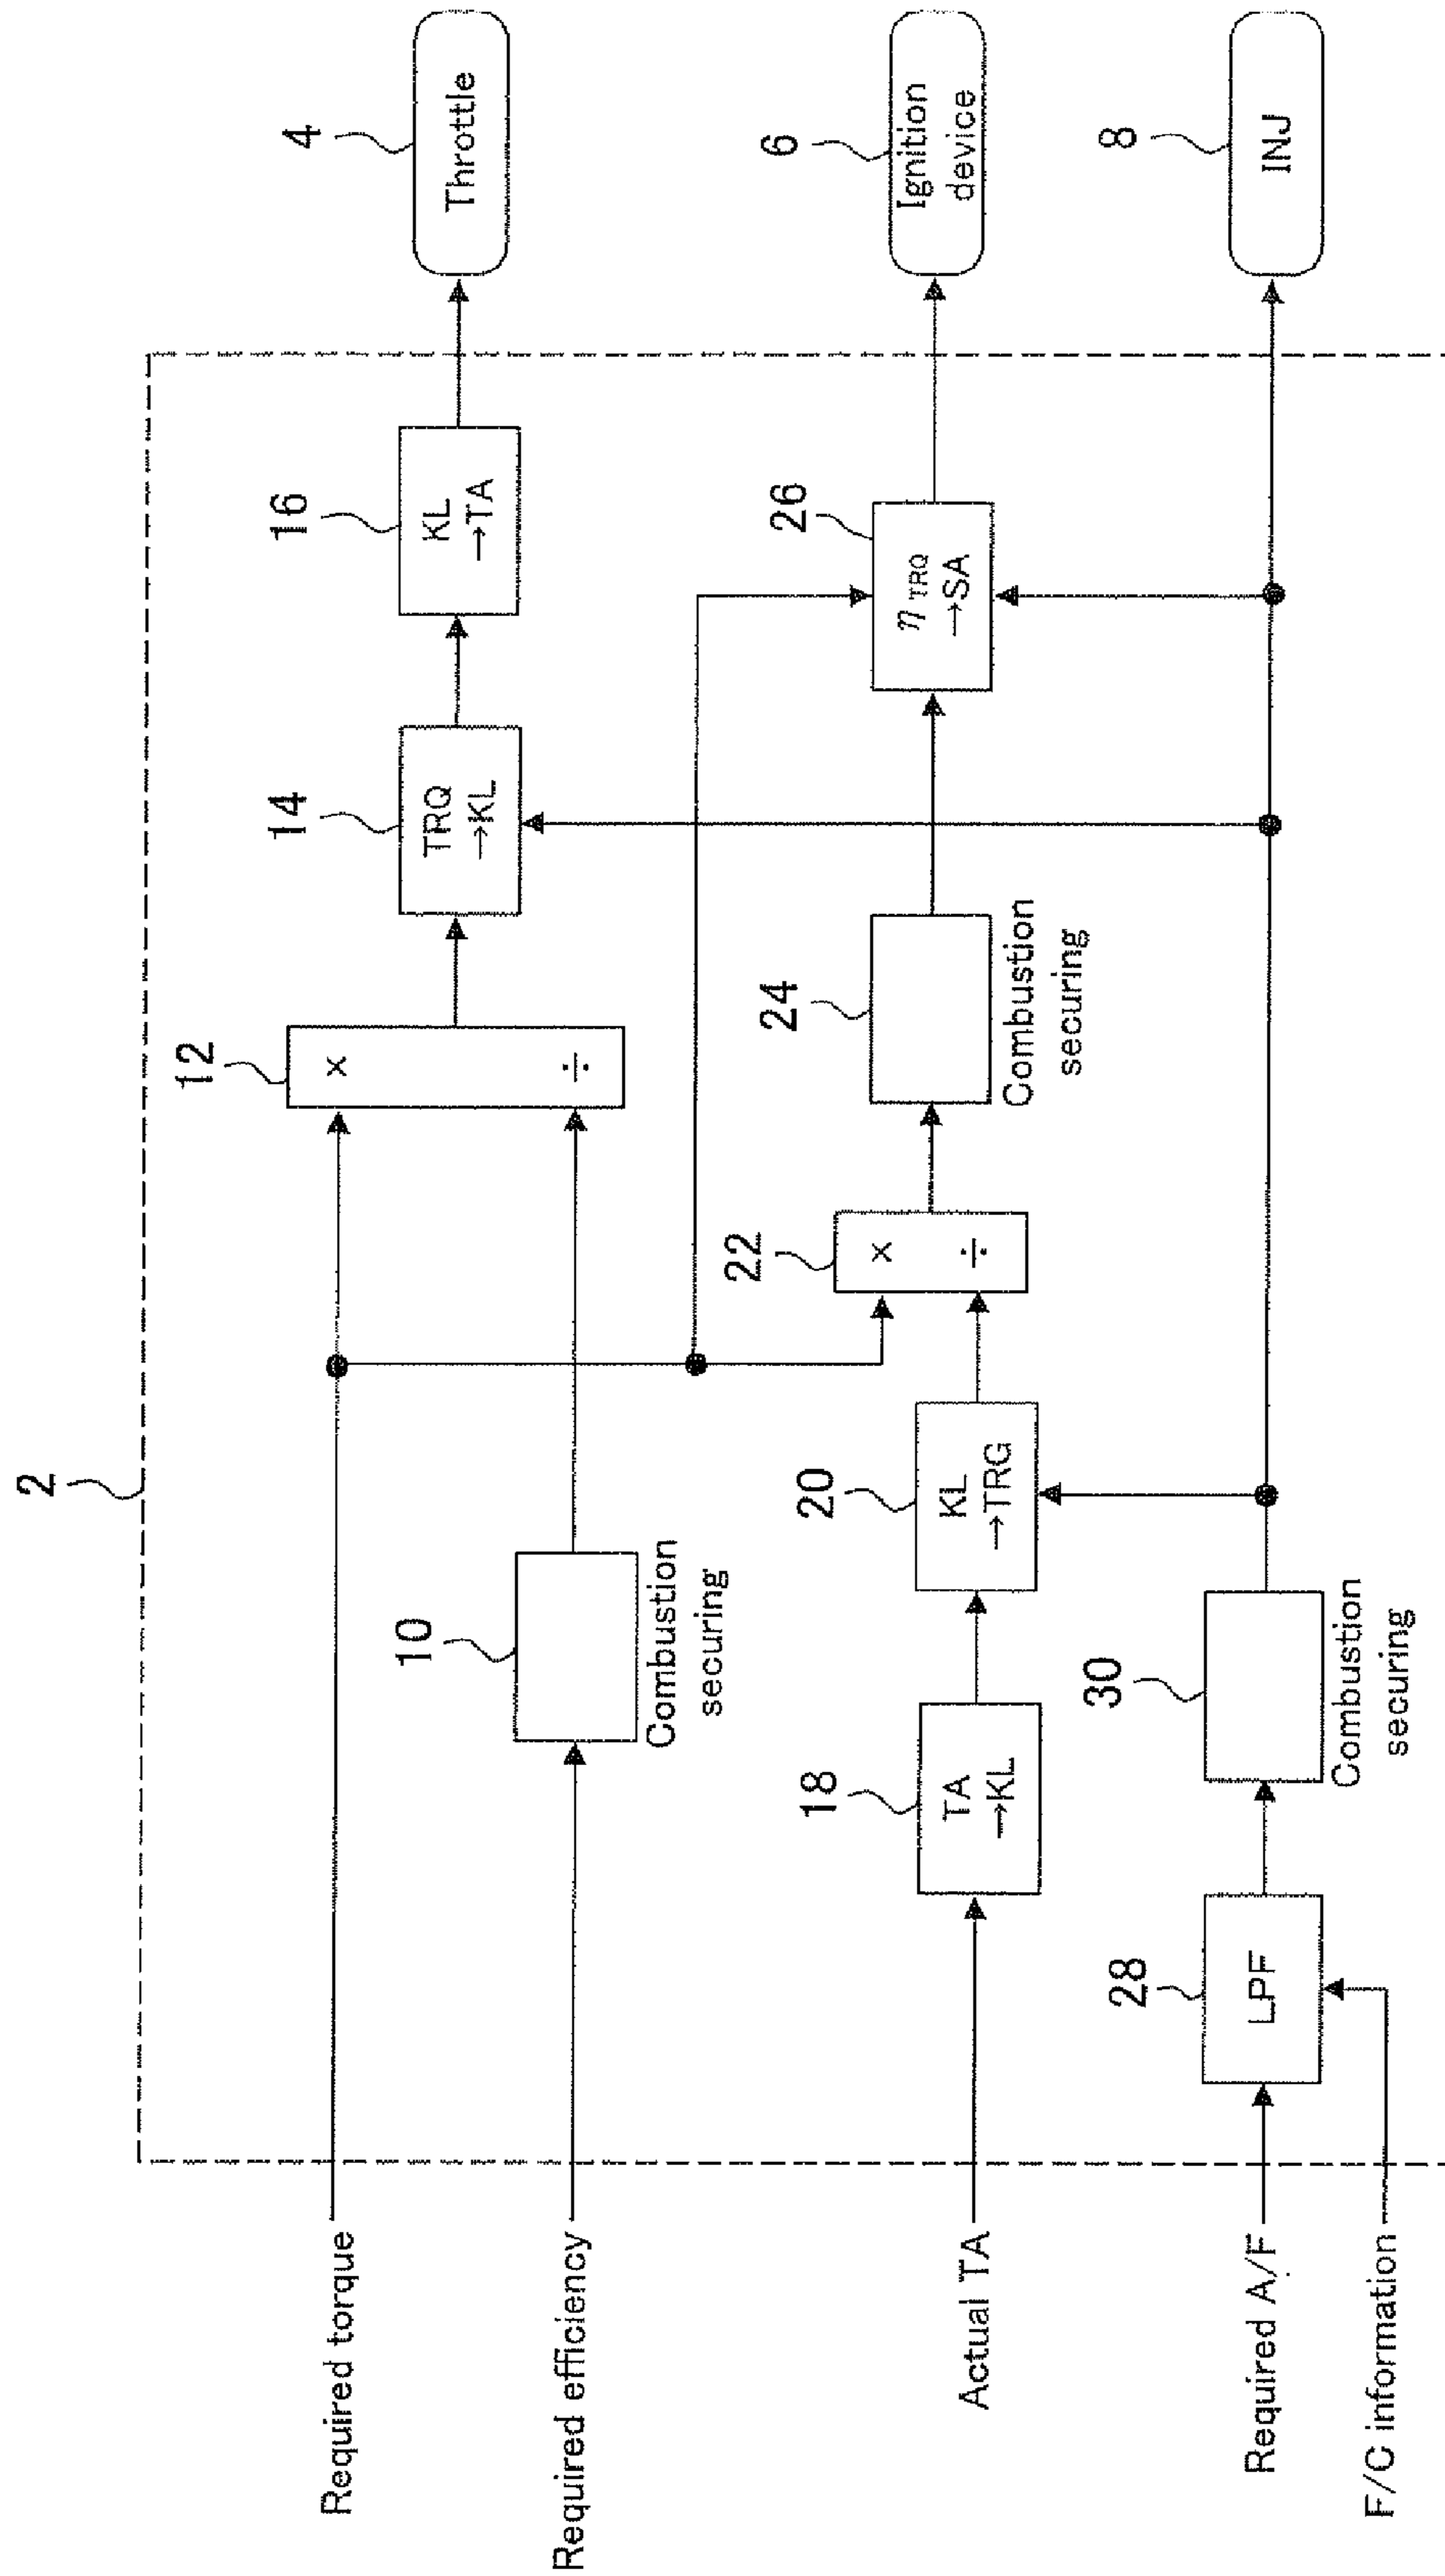 2
Required torque
Required efficiency
Actual TA
Required A/F
F/C information
10
Combustion
securing
12
×
÷
14
TRQ
→KL
16
KL
→TA
4
Throttle
18
TA
→KL
20
KL
→TRG
22
×
÷
24
Combustion
securing
26
ηTRQ
→SA
6
Ignition
device
28
LPF
30
Combustion
securing
8
INJ